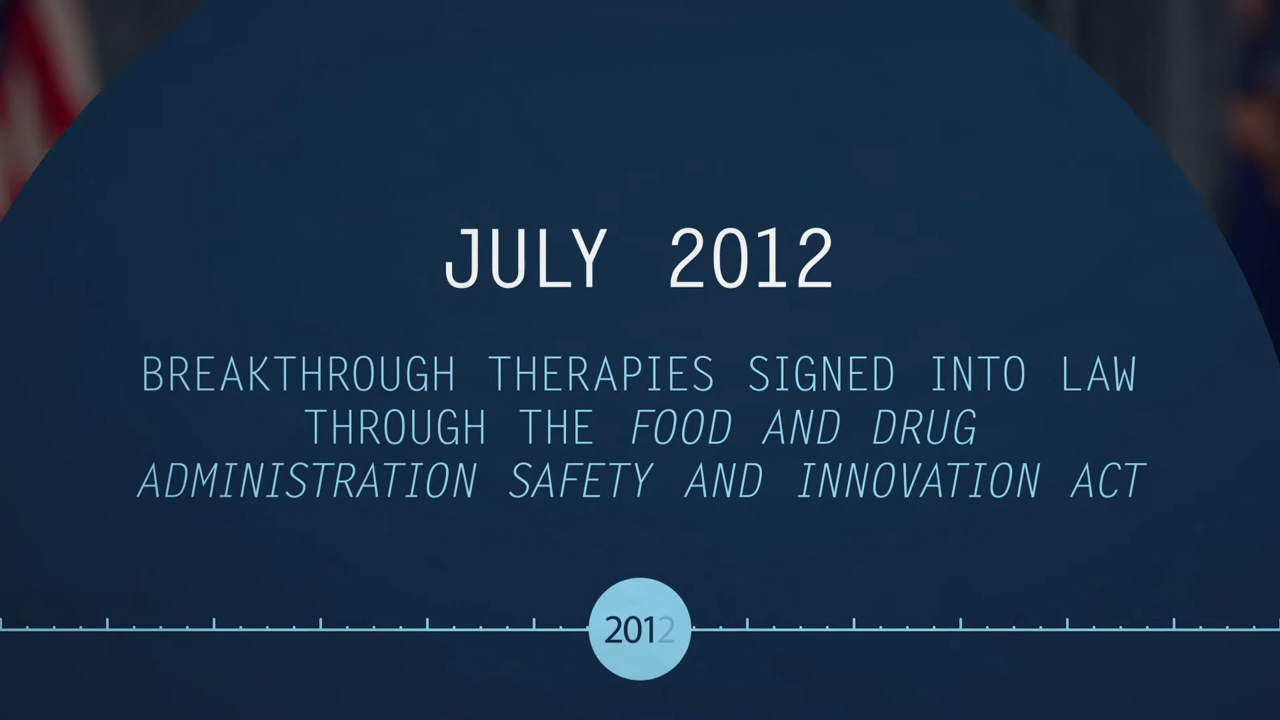 JULY 2012
BREAKTHROUGH THERAPIES SIGNED INTO LAW
THROUGH THE FOOD AND DRUG
ADMINISTRATION SAFETY AND INNOVATION ACT
2012